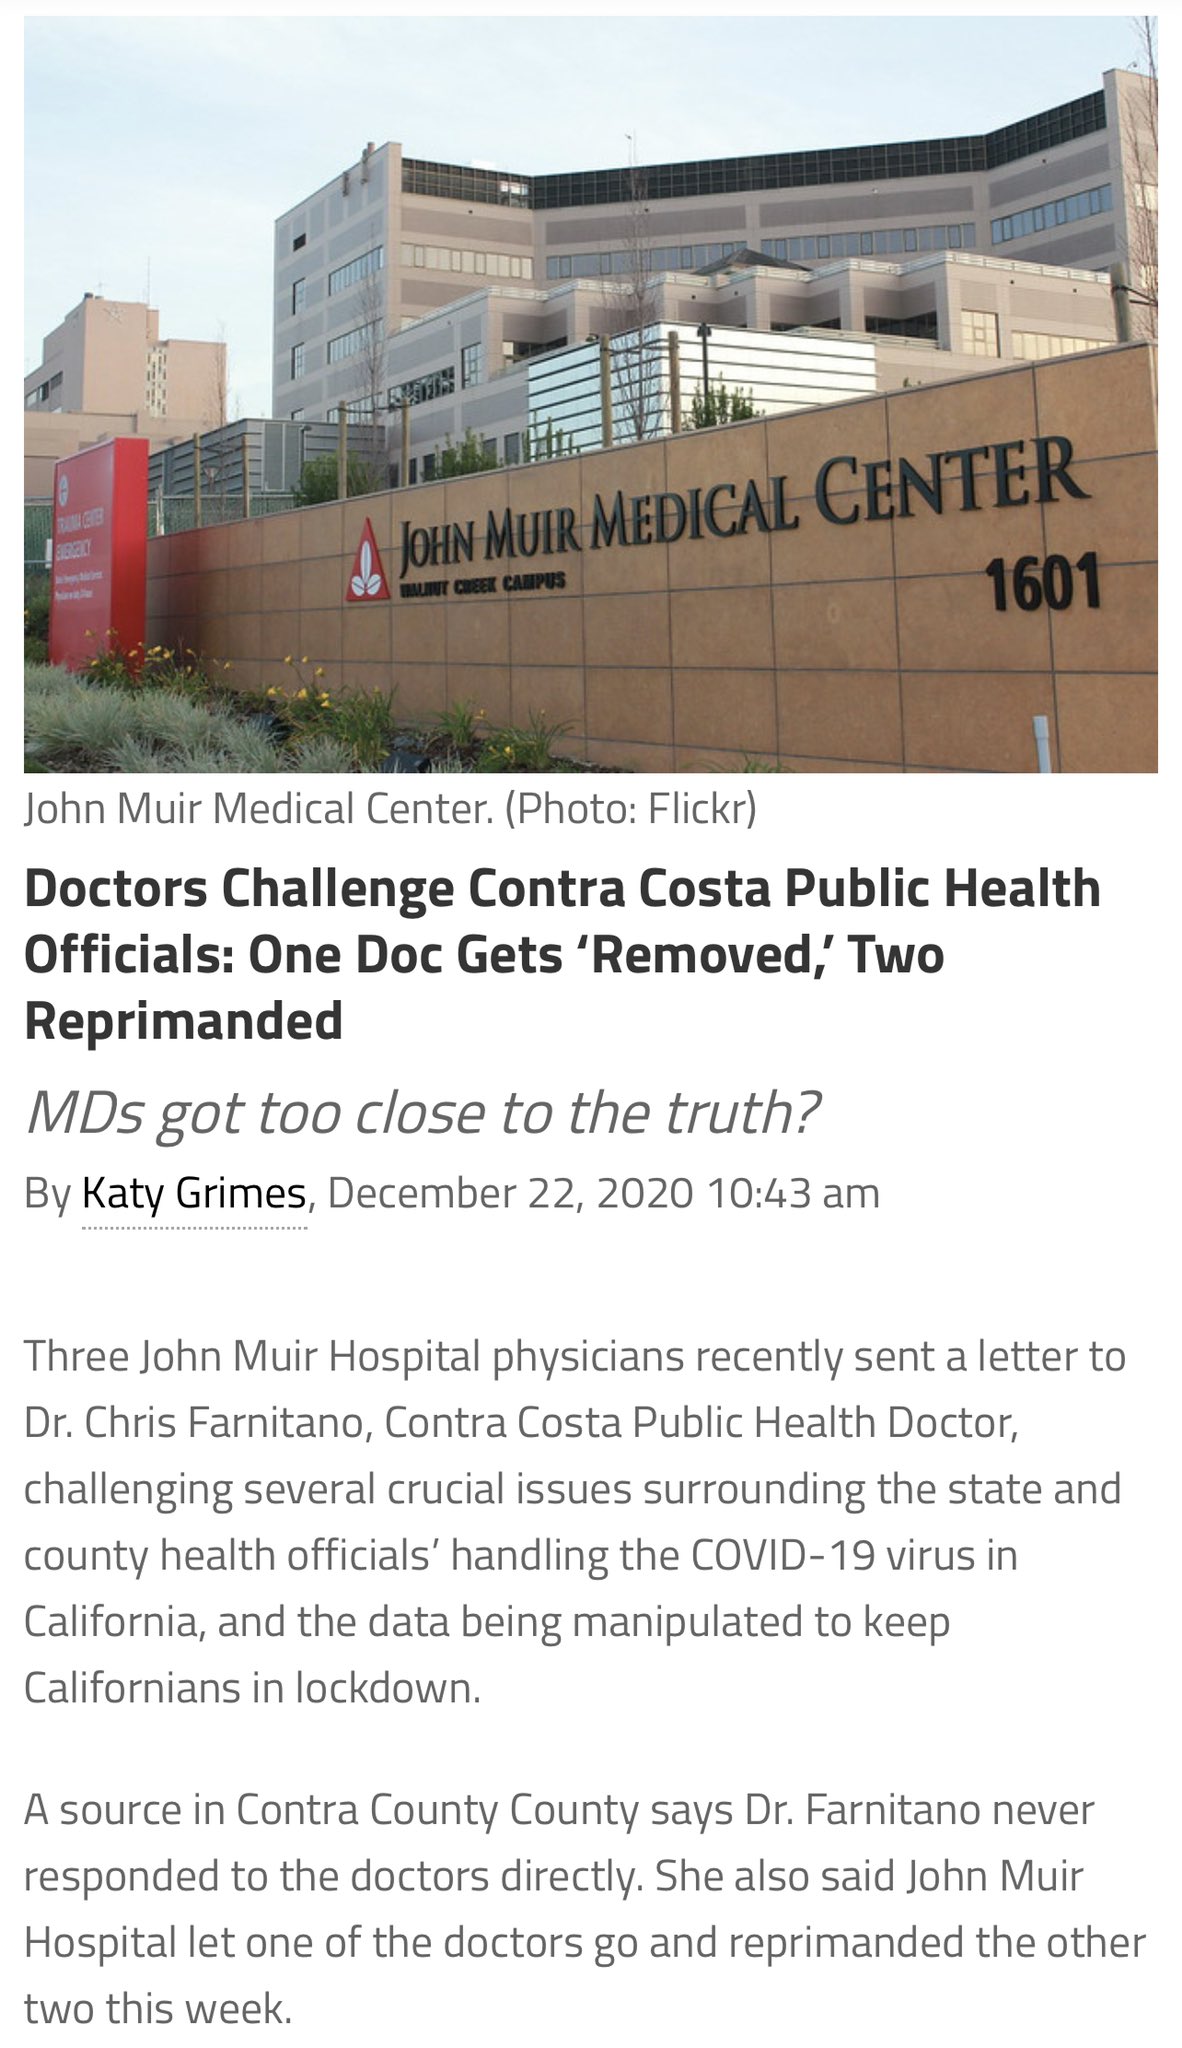 TRAUMA CENTER
EMERGENCY
JOHN MUIR MEDICAL CENTER
WALNUT CREEK CAMPUS
1601
John Muir Medical Center. (Photo: Flickr)
Doctors Challenge Contra Costa Public Health
Officials: One Doc Gets ‘Removed,’ Two
Reprimanded
MDs got too close to the truth?
By Katy Grimes, December 22, 2020 10:43 am
Three John Muir Hospital physicians recently sent a letter to
Dr. Chris Farnitano, Contra Costa Public Health Doctor,
challenging several crucial issues surrounding the state and
county health officials’ handling the COVID-19 virus in
California, and the data being manipulated to keep
Californians in lockdown.
A source in Contra County County says Dr. Farnitano never
responded to the doctors directly. She also said John Muir
Hospital let one of the doctors go and reprimanded the other
two this week.